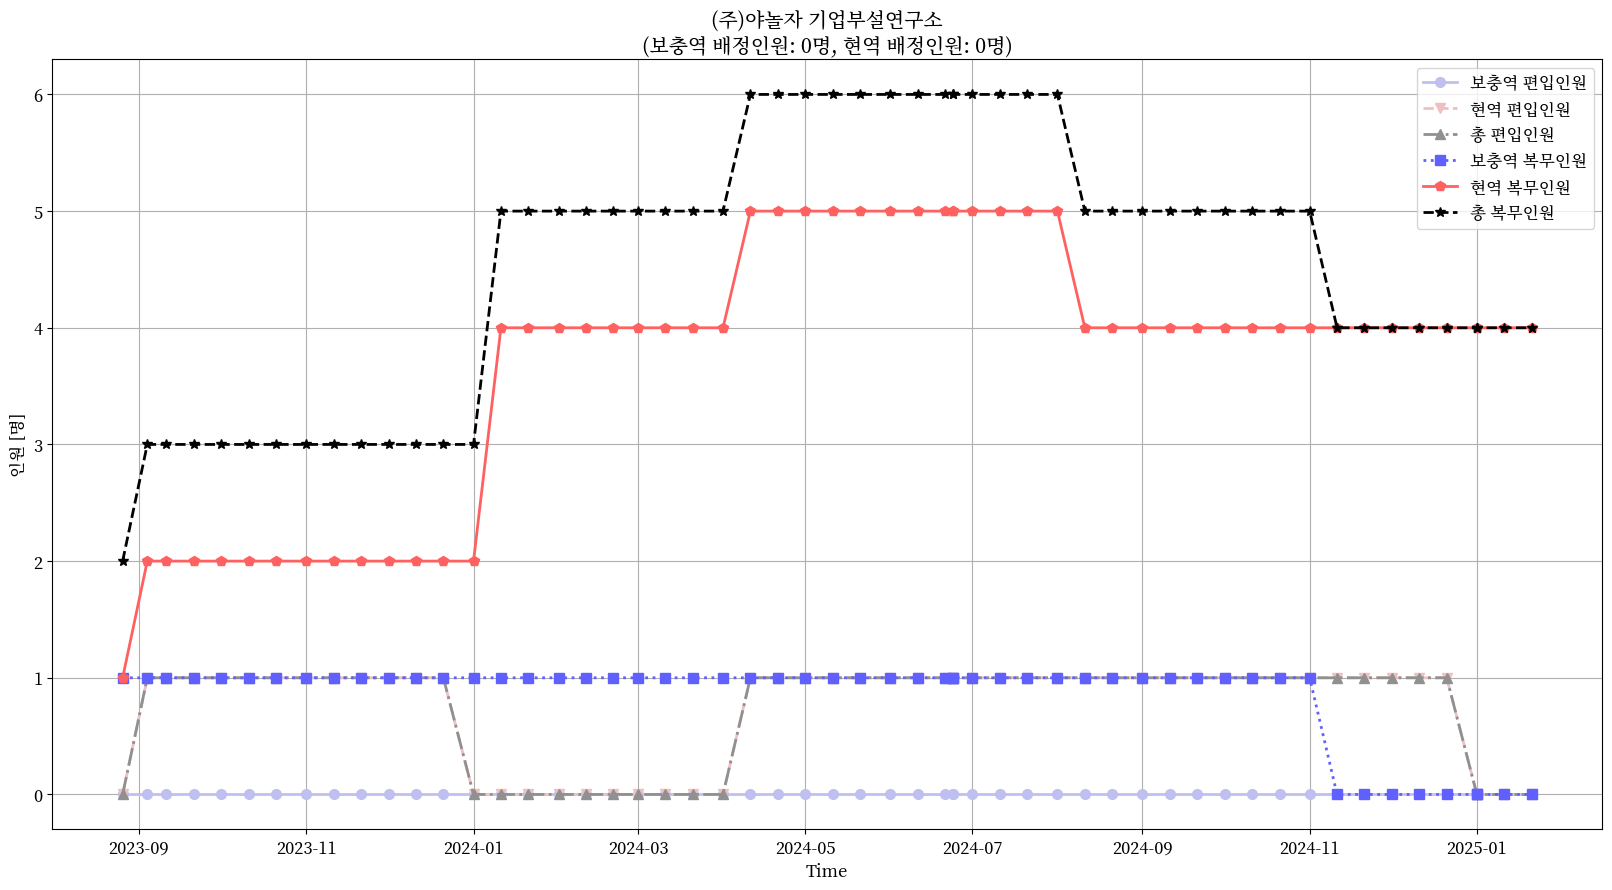 (주)야놀자 기업부설연구소
(보충역 배정인원: 0명, 현역 배정인원: 0명)
보충역 편입인원
현역 편입인원
총 편입인원
보충역 복무인원
현역 복무인원
총 복무인원
인원 [명]
6
5
4
3
2
1
0
2023-09
2023-11
2024-01
2024-03
2024-05
2024-07
2024-09
2024-11
2025-01
Time